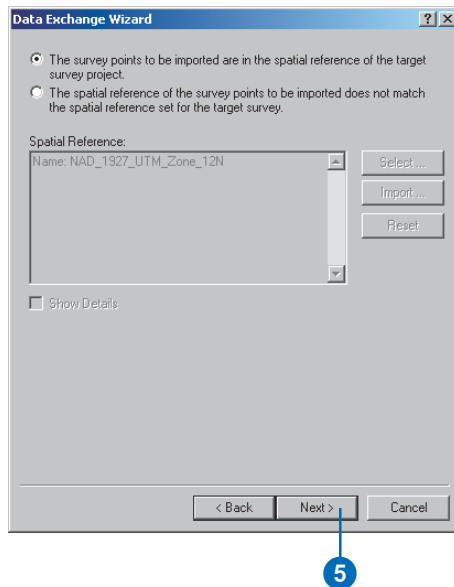 Data Exchange Wizard
The survey points to be imported are in the spatial reference of the target
survey project.
The spatial reference of the survey points to be imported does not match
the spatial reference set for the target survey.
Spatial Reference:
Name: NAD_1927_UTM_Zone_12N
Select ...
Import ...
Reset
Show Details
< Back
Next >
Cancel
5